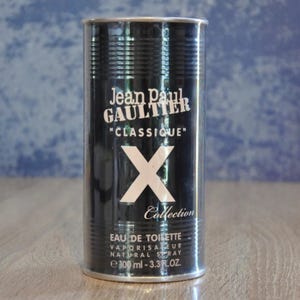 Jean Paul
GAULTIER
"CLASSIQUE"
X
Collection
EAU DE TOILETTE
VAPORISATEUR
NATURAL SPRAY
℮ 100 ml - 3.3 FL.OZ.